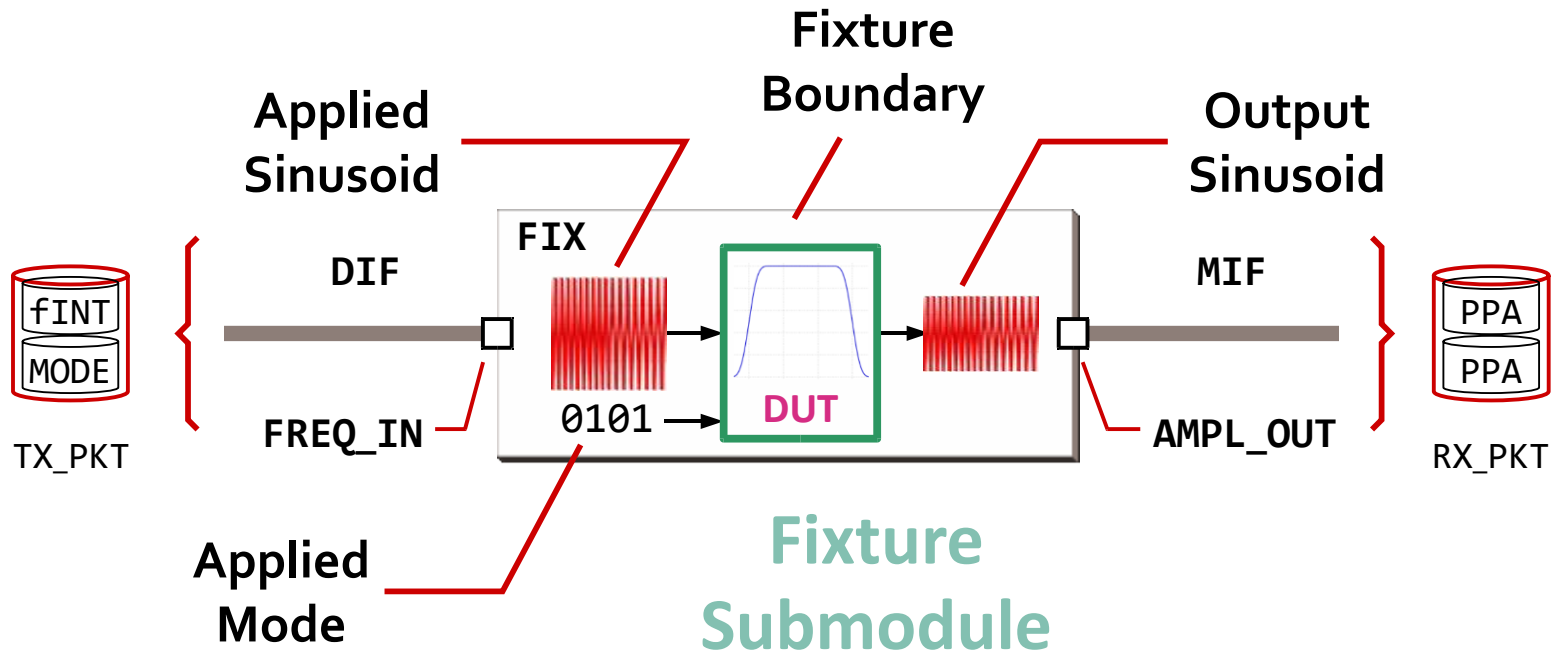 Fixture
Boundary
Applied
Sinusoid
Output
Sinusoid
FIX
DIF
MIF
fINT
MODE
PPA
PPA
DUT
0101
FREQ_IN
AMPL_OUT
TX_PKT
RX_PKT
Applied
Mode
Fixture
Submodule